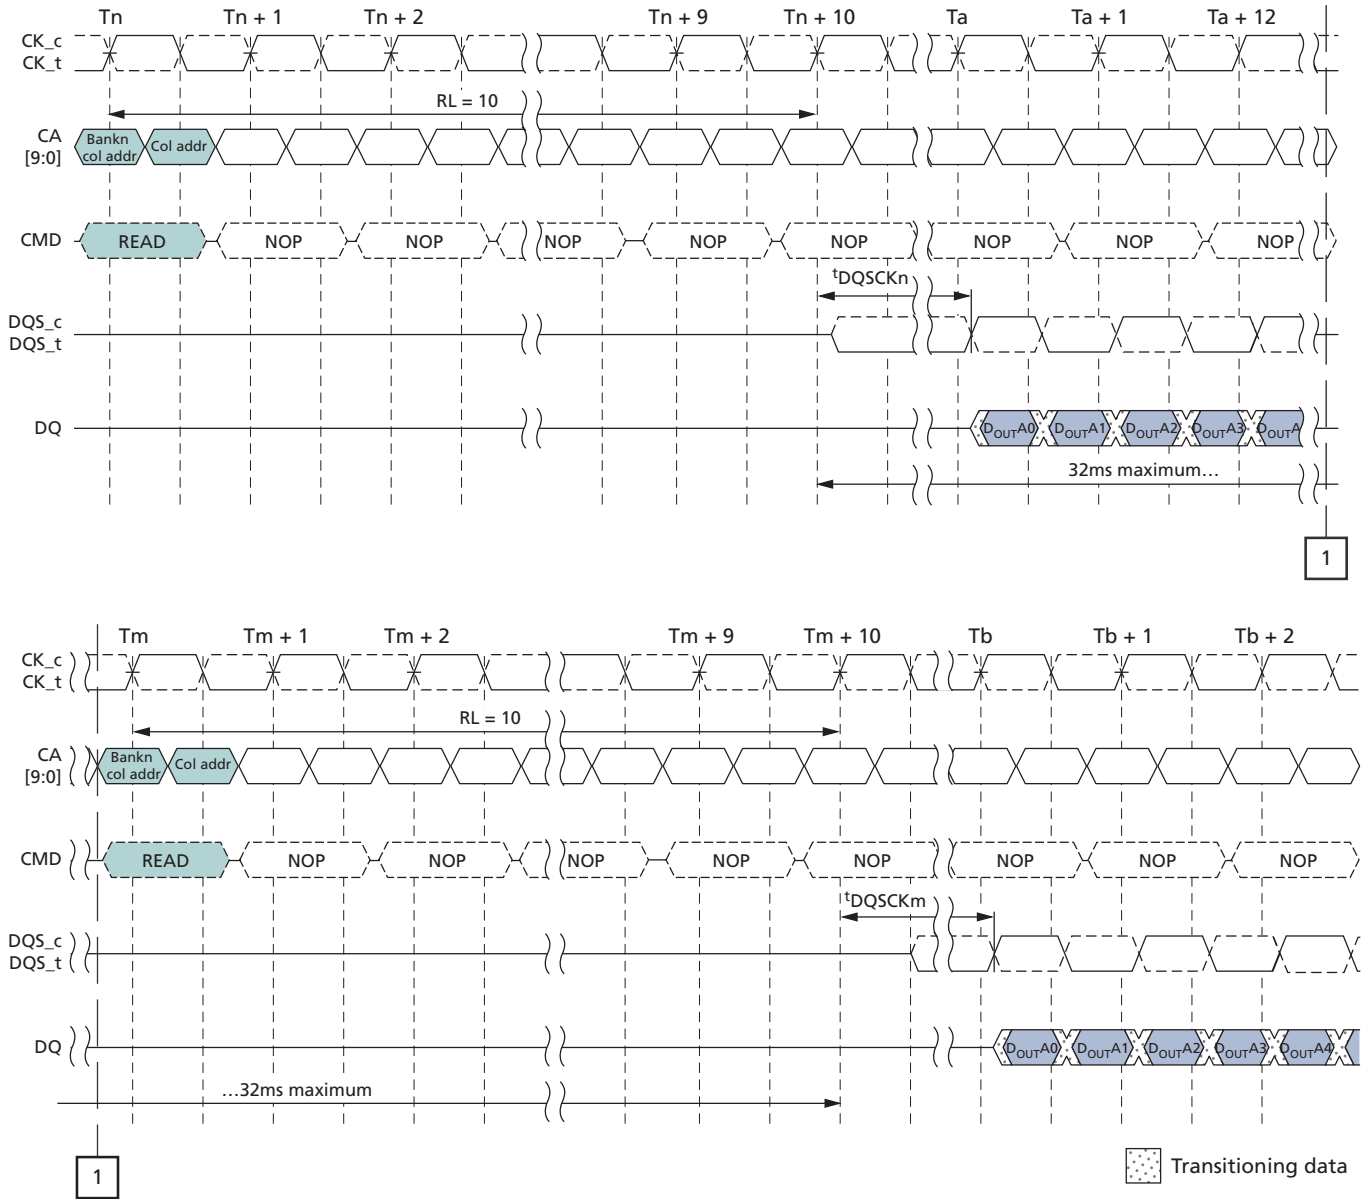 Tn Tn + 1 Tn + 2 Tn + 9 Tn + 10 Ta Ta + 1 Ta + 12
CK_c
CK_t
RL = 10
CA
[9:0]
Bankn
col addr
Col addr
CMD READ NOP NOP NOP NOP NOP NOP NOP NOP
tDQSCKn
DQS_c
DQS_t
DQ DOUTA0 DOUTA1 DOUTA2 DOUTA3 DOUTA
32ms maximum…
1
Tm Tm + 1 Tm + 2 Tm + 9 Tm + 10 Tb Tb + 1 Tb + 2
CK_c
CK_t
RL = 10
CA
[9:0]
Bankn
col addr
Col addr
CMD READ NOP NOP NOP NOP NOP NOP NOP NOP
tDQSCKm
DQS_c
DQS_t
DQ DOUTA0 DOUTA1 DOUTA2 DOUTA3 DOUTA4
…32ms maximum
1
Transitioning data